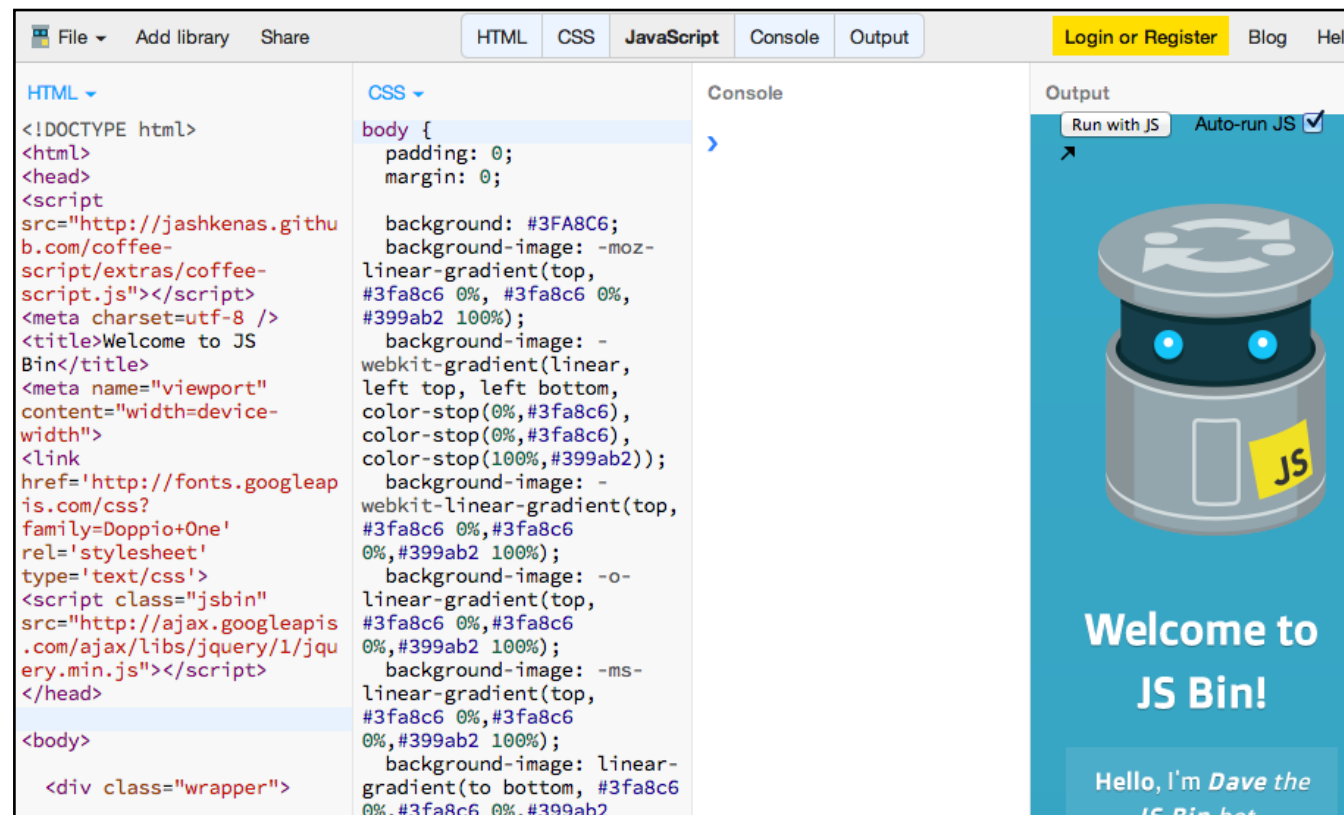 File Add library Share HTML CSS JavaScript Console Output Login or Register Blog Hel
HTML
<!DOCTYPE html>
<html>
<head>
<script
src="http://jashkenas.githu
b.com/coffee-
script/extras/coffee-
script.js"></script>
<meta charset=utf-8 />
<title>Welcome to JS
Bin</title>
<meta name="viewport"
content="width=device-
width">
<link
href='http://fonts.googleap
is.com/css?
family=Doppio+One'
rel='stylesheet'
type='text/css'>
<script class="jsbin"
src="http://ajax.googleapis
.com/ajax/libs/jquery/1/jqu
ery.min.js"></script>
</head>
<body>
<div class="wrapper">
CSS
body {
padding: 0;
margin: 0;
background: #3FA8C6;
background-image: -moz-
linear-gradient(top,
#3fa8c6 0%, #3fa8c6 0%,
#399ab2 100%);
background-image: -
webkit-gradient(linear,
left top, left bottom,
color-stop(0%,#3fa8c6),
color-stop(0%,#3fa8c6),
color-stop(100%,#399ab2));
background-image: -
webkit-linear-gradient(top,
#3fa8c6 0%,#3fa8c6
0%,#399ab2 100%);
background-image: -o-
linear-gradient(top,
#3fa8c6 0%,#3fa8c6
0%,#399ab2 100%);
background-image: -ms-
linear-gradient(top,
#3fa8c6 0%,#3fa8c6
0%,#399ab2 100%);
background-image: linear-
gradient(to bottom, #3fa8c6
0%,#3fa8c6 0%,#399ab2
Console
Output
Run with JS Auto-run JS
JS
Welcome to
JS Bin!
Hello, I'm Dave the
JS Bin bot